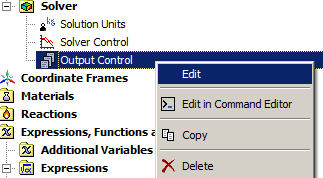 Solver
Solution Units
Solver Control
Output Control
Edit
Coordinate Frames
Materials
Edit in Command Editor
Reactions
Expressions, Functions a
Copy
Additional Variables
Expressions
Delete